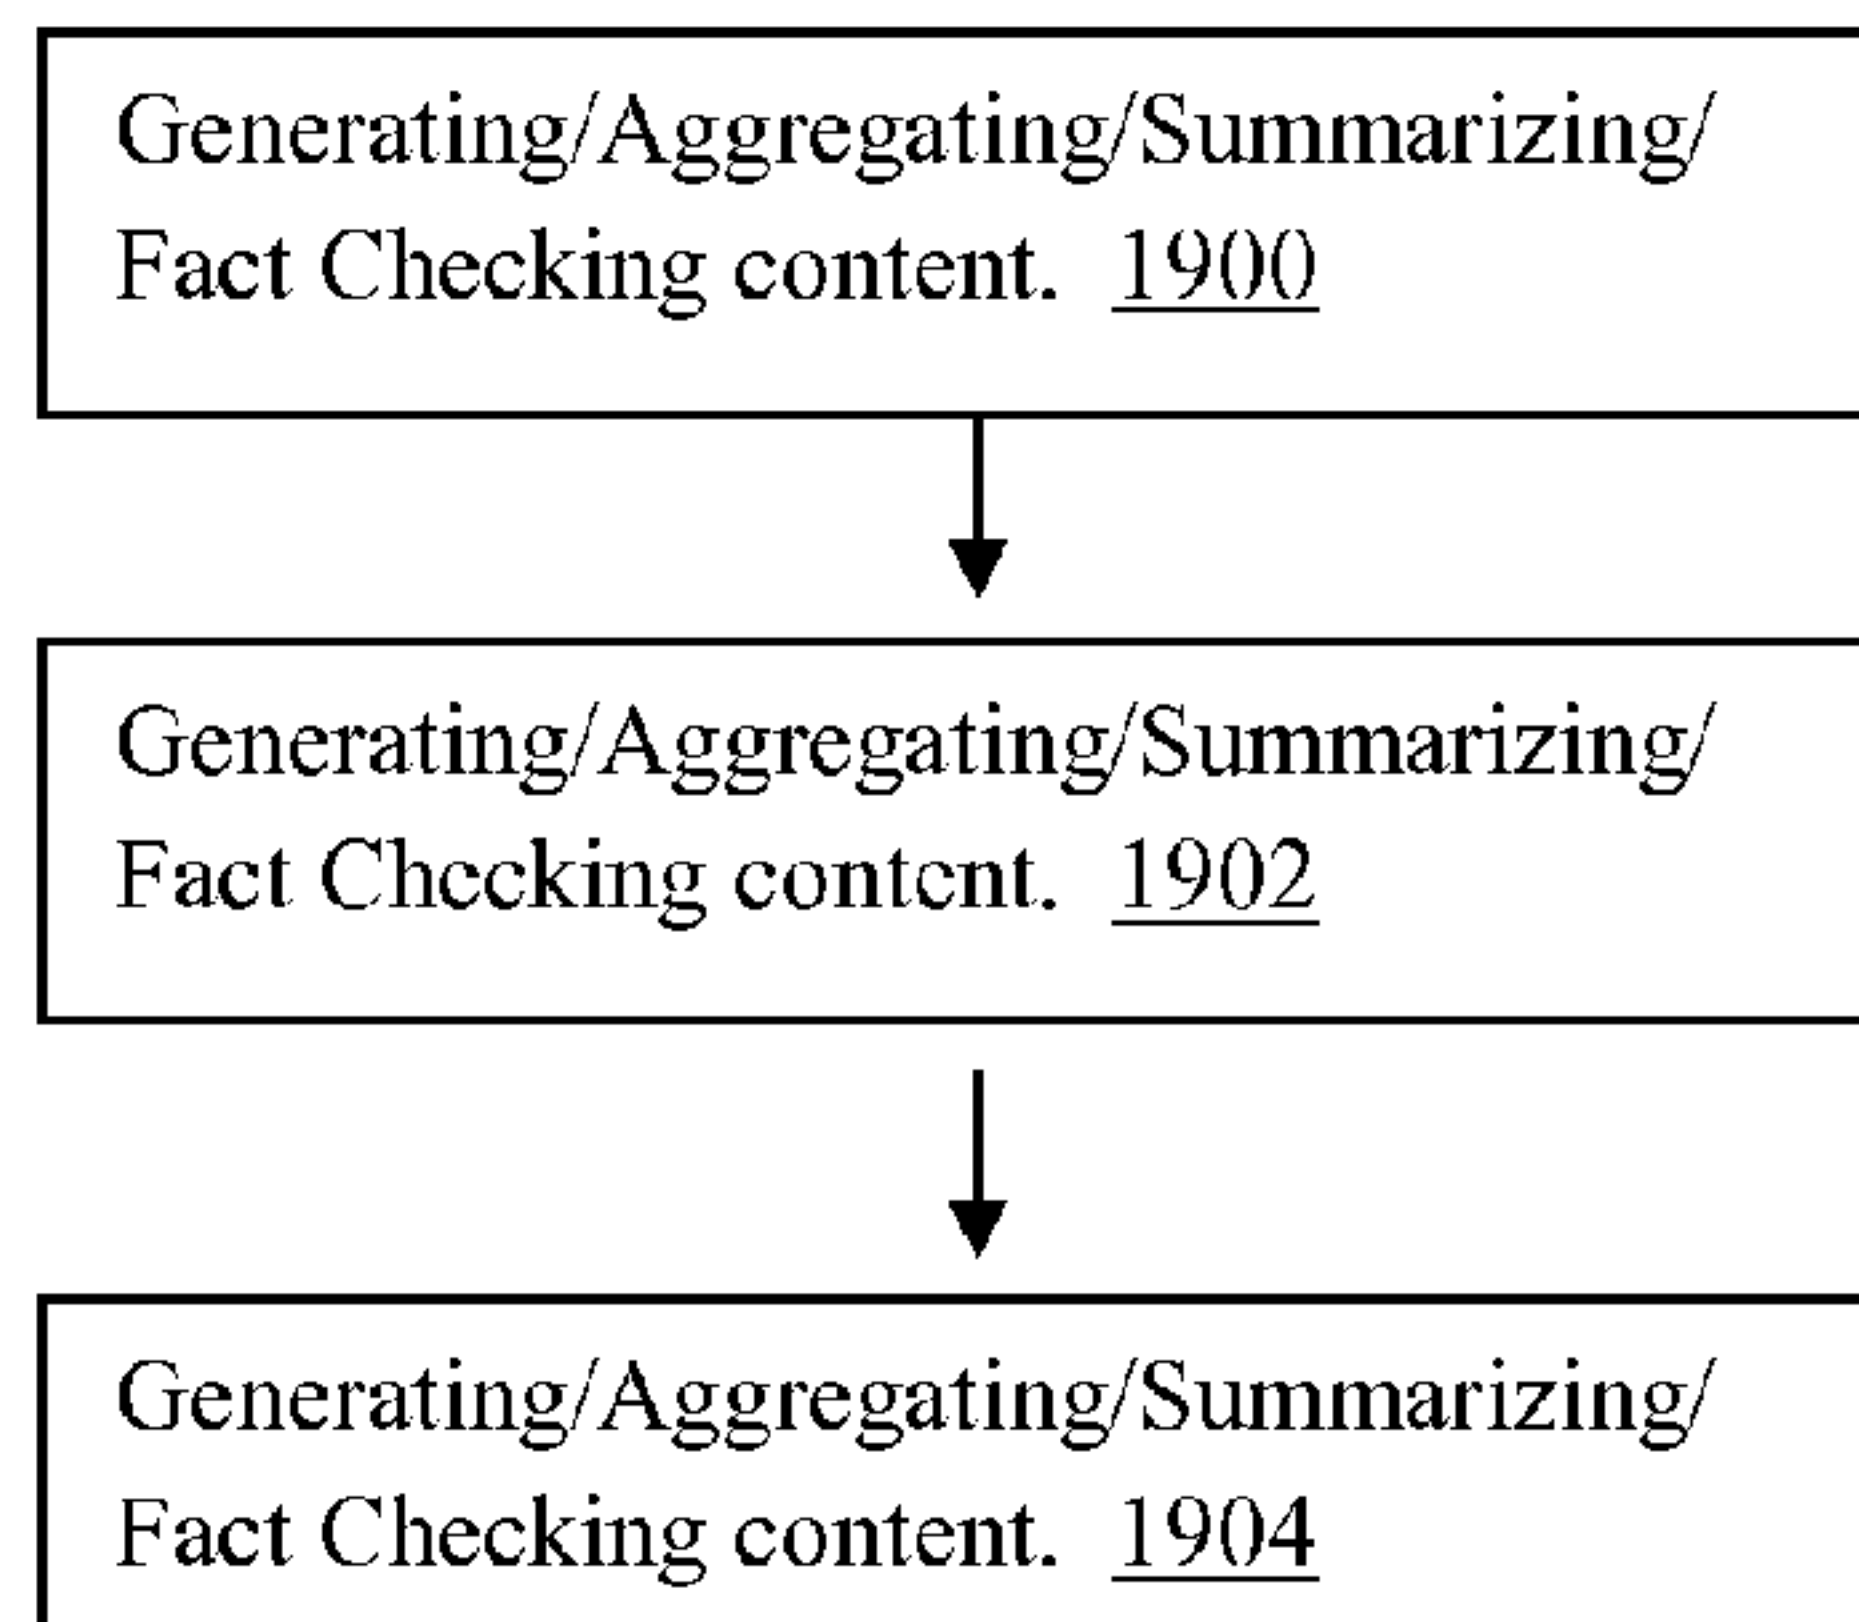 Generating/Aggregating/Summarizing/
Fact Checking content. 1900
Generating/Aggregating/Summarizing/
Fact Checking content. 1902
Generating/Aggregating/Summarizing/
Fact Checking content. 1904